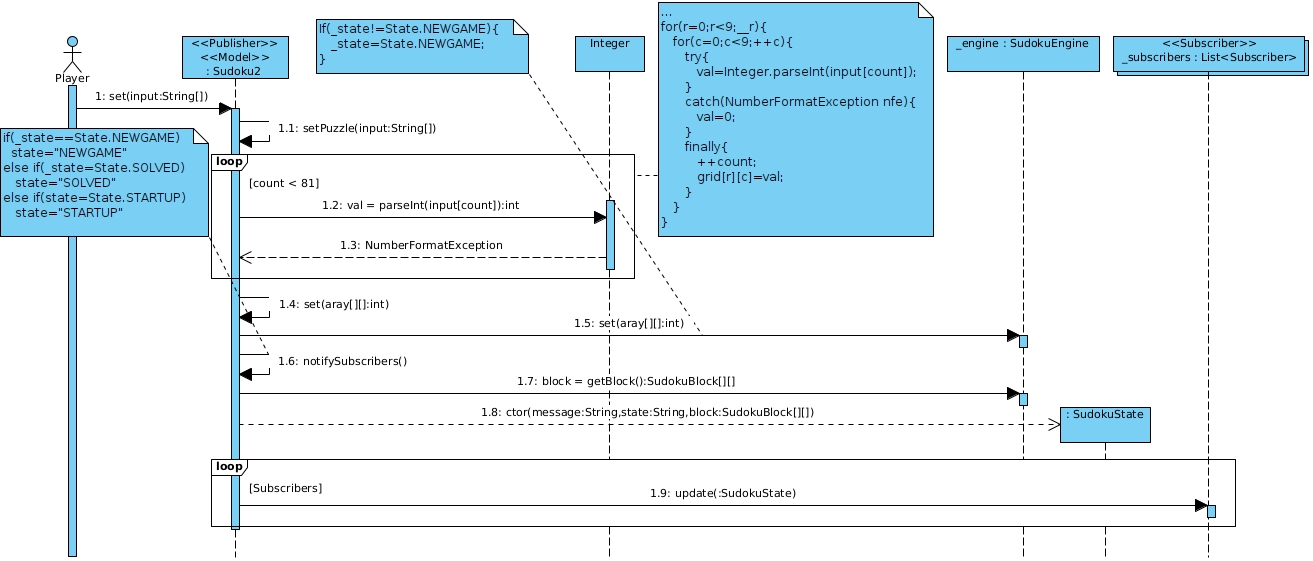 ...
for(r=0;r<9;__r){
for(c=0;c<9;++c){
try{
val=Integer.parseInt(input[count]);
}
catch(NumberFormatException nfe){
val=0;
}
finally{
++count;
grid[r][c]=val;
}
}
}
If(_state!=State.NEWGAME){
_state=State.NEWGAME;
}
<<Publisher>>
<<Model>>
: Sudoku2
Integer
_engine : SudokuEngine
<<Subscriber>>
_subscribers : List<Subscriber>
Player
1: set(input:String[])
1.1: setPuzzle(input:String[])
if(_state==State.NEWGAME)
state="NEWGAME"
else if(_state=State.SOLVED)
state="SOLVED"
else if(state=State.STARTUP)
state="STARTUP"
loop
[count < 81]
1.2: val = parseInt(input[count]):int
1.3: NumberFormatException
1.4: set(aray[][]:int)
1.5: set(aray[][]:int)
1.6: notifySubscribers()
1.7: block = getBlock():SudokuBlock[][]
1.8: ctor(message:String,state:String,block:SudokuBlock[][])
: SudokuState
loop
[Subscribers]
1.9: update(:SudokuState)